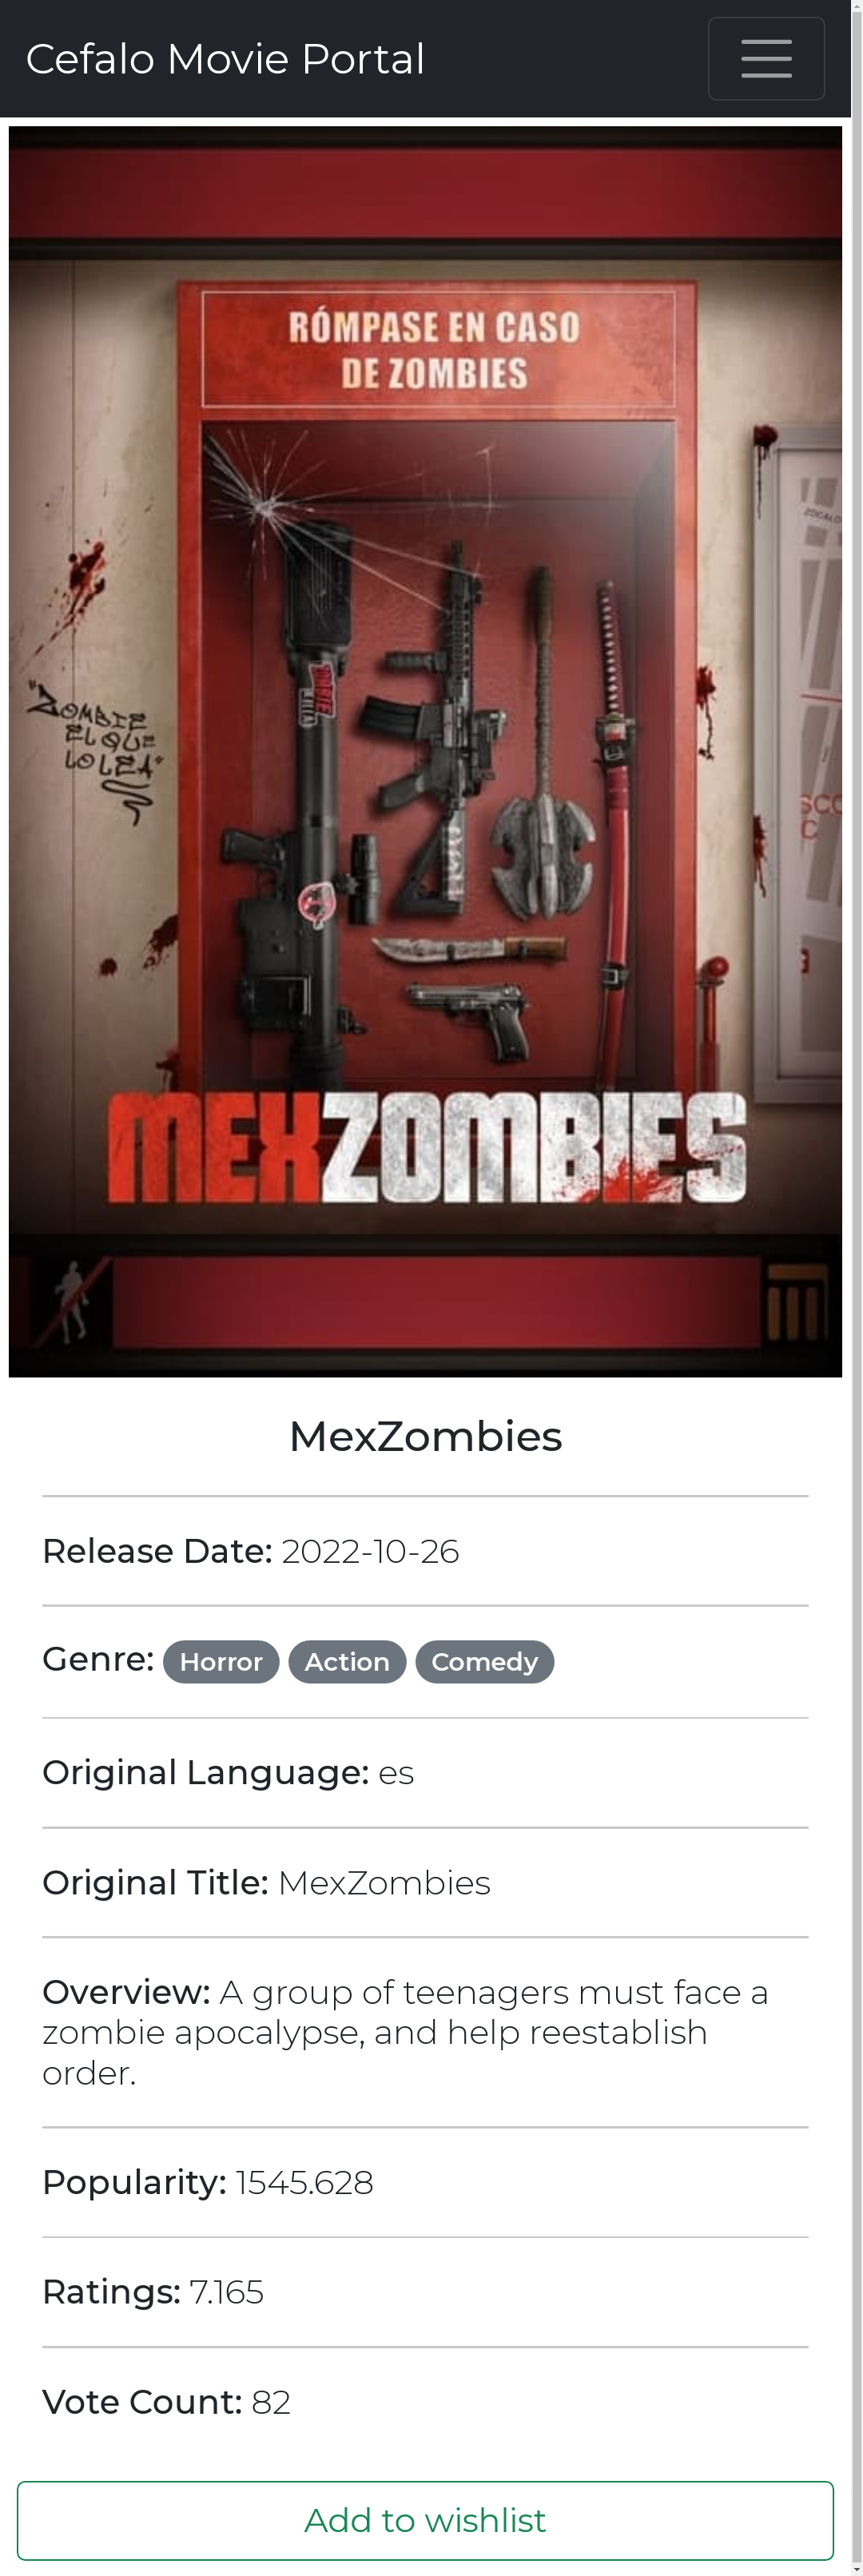 Cefalo Movie Portal
RÓMPASE EN CASO
DE ZOMBIES
"ZOMBIE
EL QUE
LO LEA"
MEXZOMBIES
MexZombies
Release Date: 2022-10-26
Genre: Horror Action Comedy
Original Language: es
Original Title: MexZombies
Overview: A group of teenagers must face a
zombie apocalypse, and help reestablish
order.
Popularity: 1545.628
Ratings: 7.165
Vote Count: 82
Add to wishlist